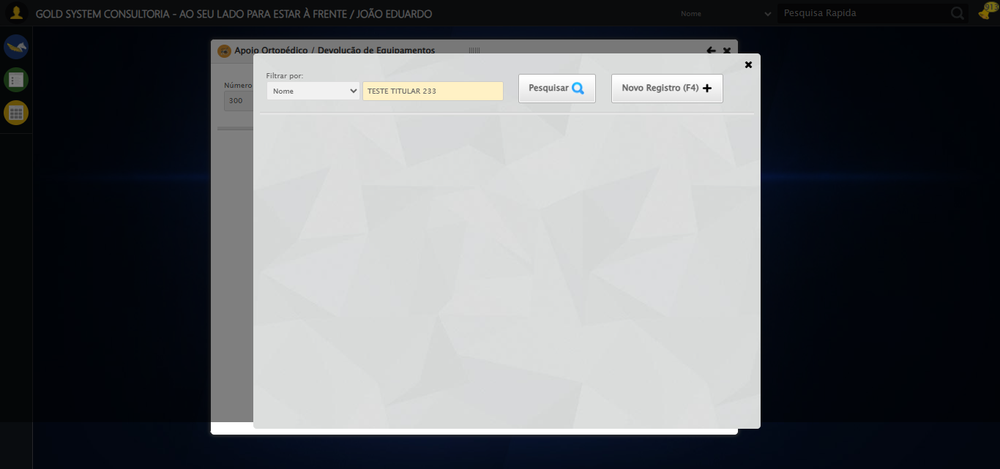 GOLD SYSTEM CONSULTORIA - AO SEU LADO PARA ESTAR À FRENTE / JOÃO EDUARDO
Nome
Pesquisa Rapida
913
Apoio Ortopédico / Devolução de Equipamentos
Número
300
Filtrar por:
Nome
TESTE TITULAR 233
Pesquisar
Novo Registro (F4)